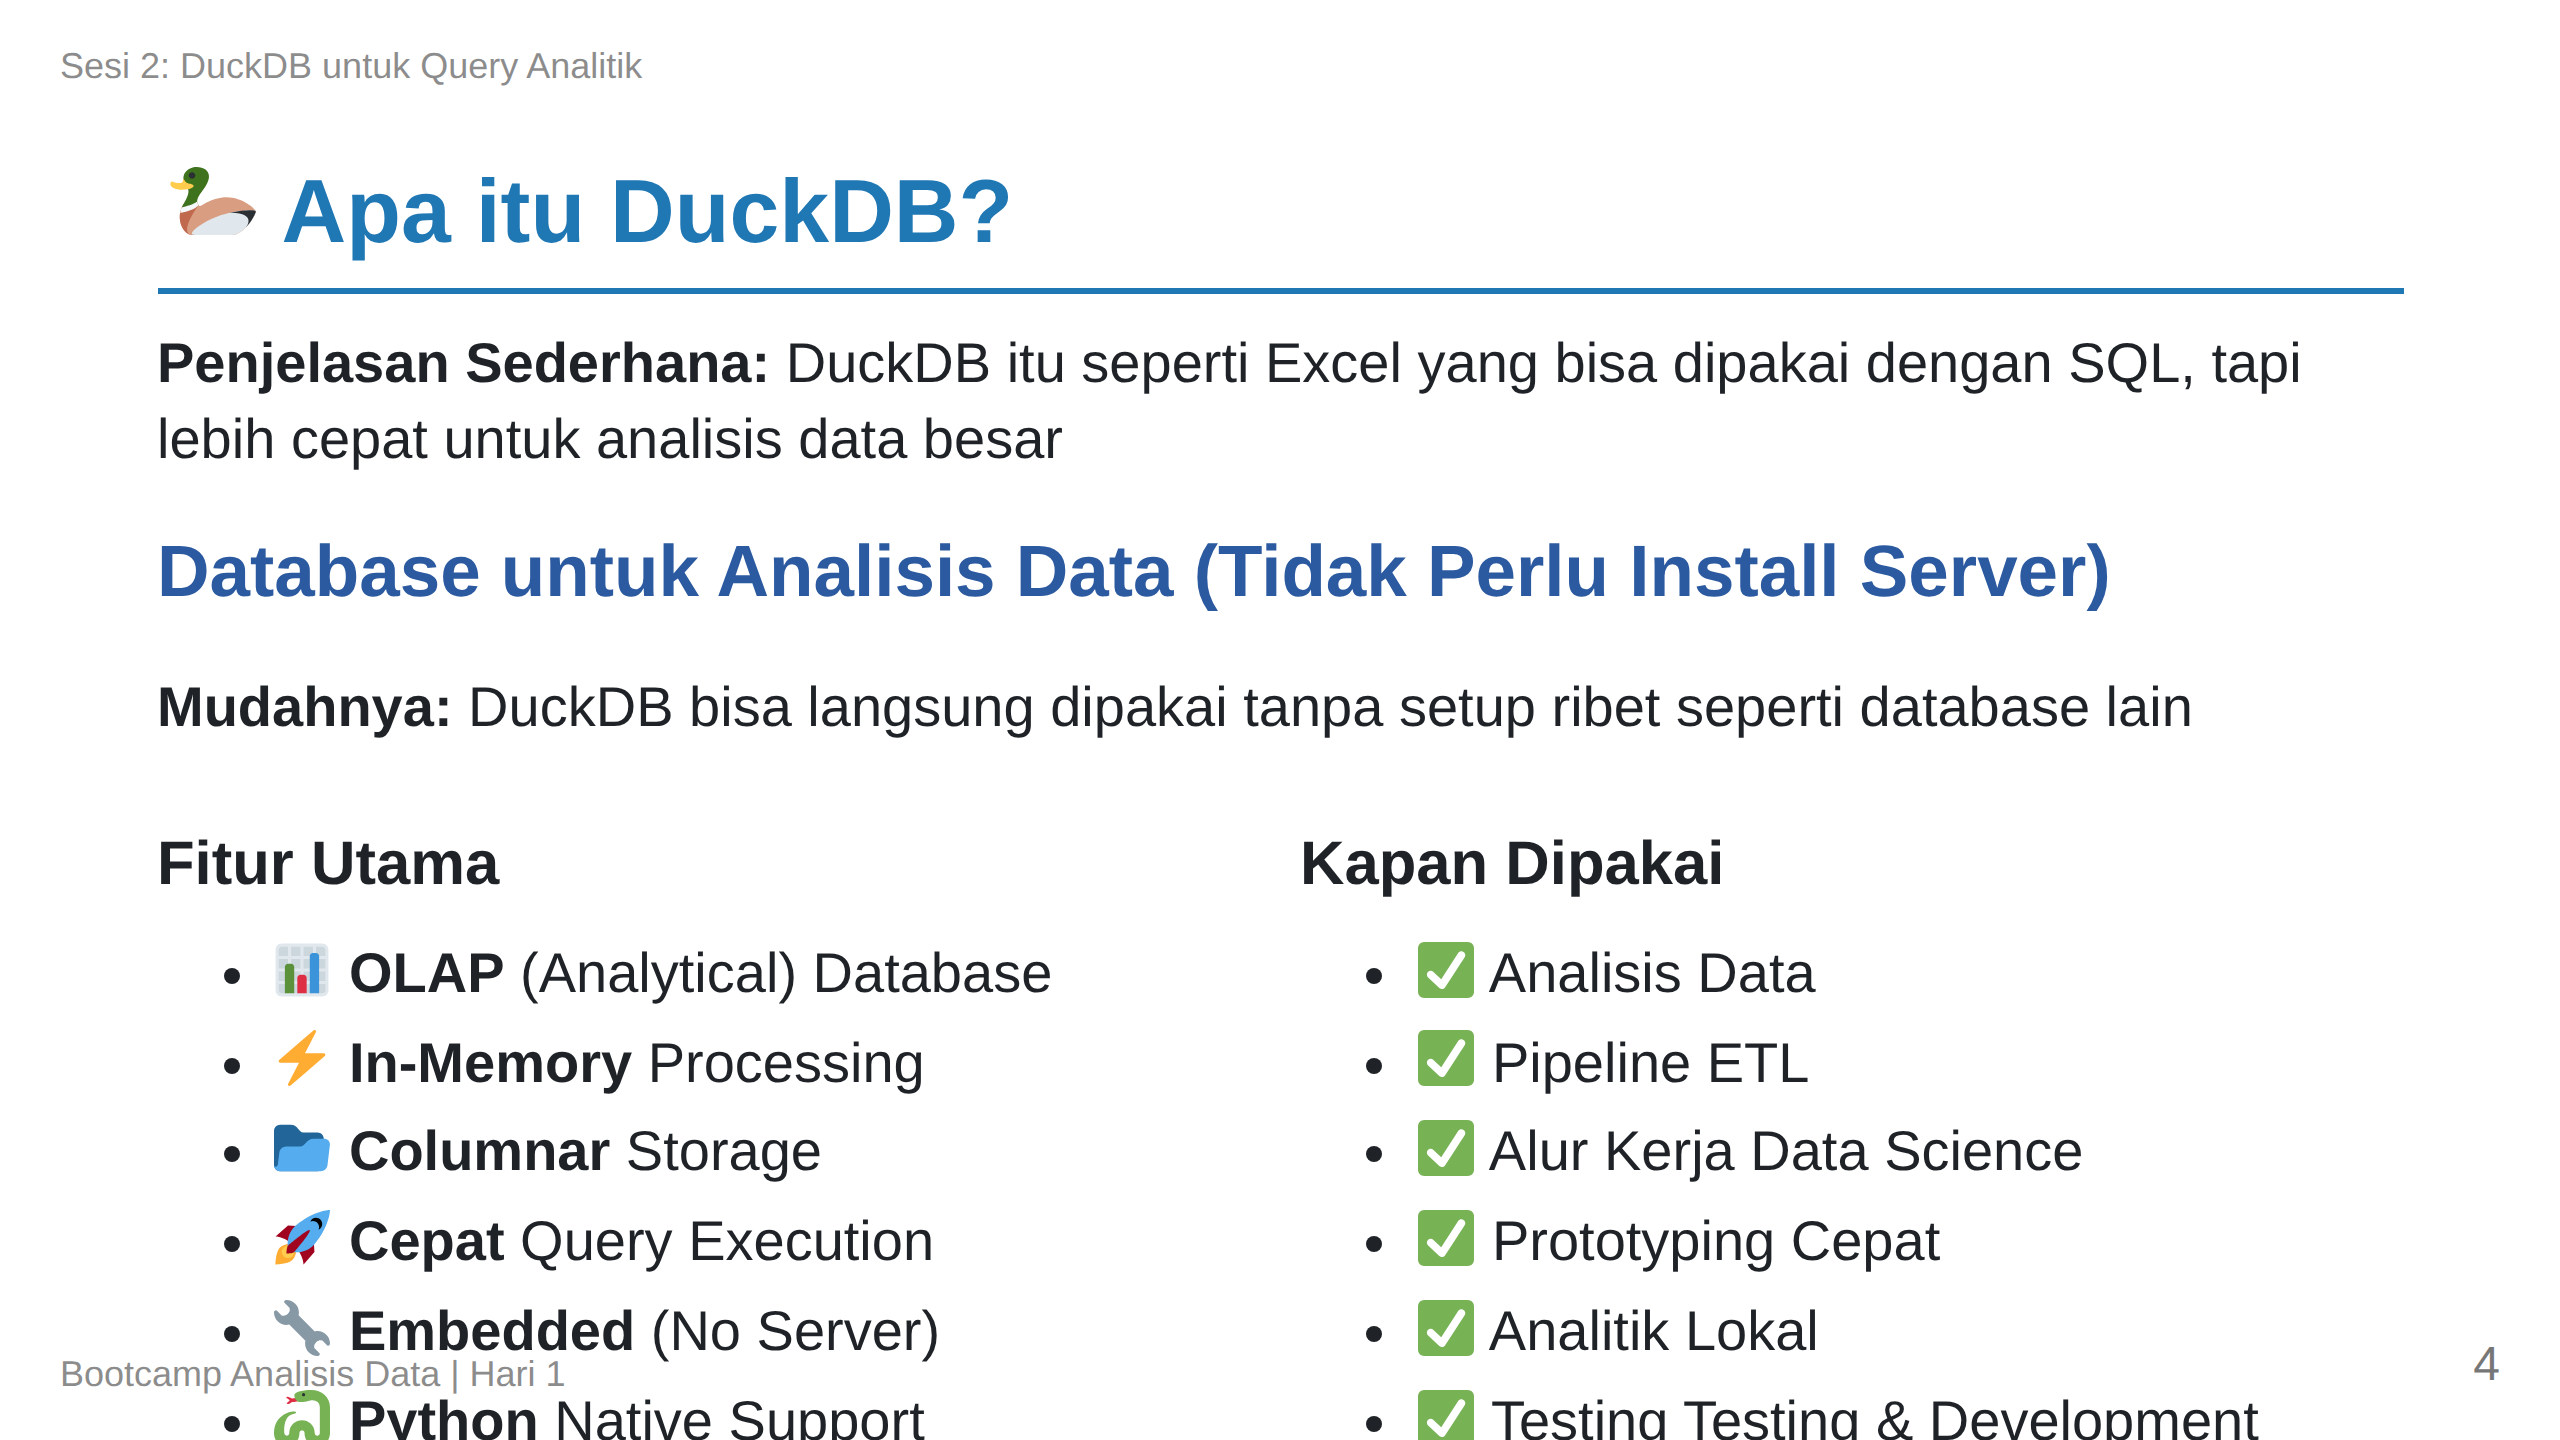 Sesi 2: DuckDB untuk Query Analitik
Apa itu DuckDB?
Penjelasan Sederhana: DuckDB itu seperti Excel yang bisa dipakai dengan SQL, tapi
lebih cepat untuk analisis data besar
Database untuk Analisis Data (Tidak Perlu Install Server)
Mudahnya: DuckDB bisa langsung dipakai tanpa setup ribet seperti database lain
Fitur Utama
OLAP (Analytical) Database
In-Memory Processing
Columnar Storage
Cepat Query Execution
Embedded (No Server)
Python Native Support
Kapan Dipakai
Analisis Data
Pipeline ETL
Alur Kerja Data Science
Prototyping Cepat
Analitik Lokal
Testing Testing & Development
Bootcamp Analisis Data | Hari 1
4